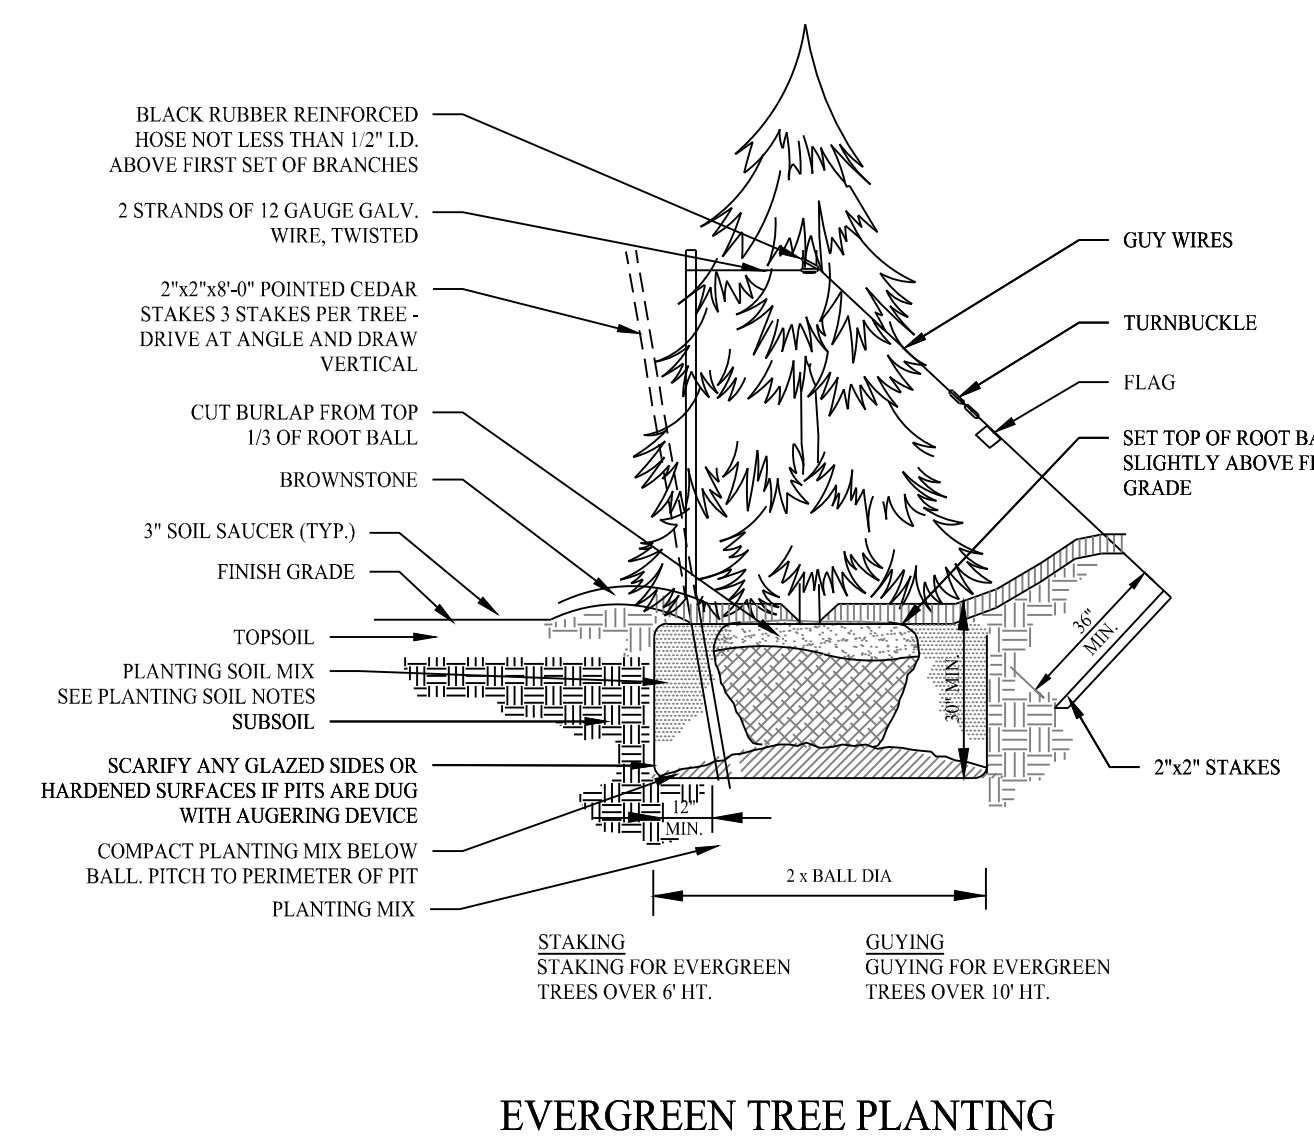 BLACK RUBBER REINFORCED
HOSE NOT LESS THAN 1/2" I.D.
ABOVE FIRST SET OF BRANCHES
2 STRANDS OF 12 GAUGE GALV.
WIRE, TWISTED
2"x2"x8'-0" POINTED CEDAR
STAKES 3 STAKES PER TREE -
DRIVE AT ANGLE AND DRAW
VERTICAL
CUT BURLAP FROM TOP
1/3 OF ROOT BALL
BROWNSTONE
3" SOIL SAUCER (TYP.)
FINISH GRADE
TOPSOIL
PLANTING SOIL MIX
SEE PLANTING SOIL NOTES
SUBSOIL
SCARIFY ANY GLAZED SIDES OR
HARDENED SURFACES IF PITS ARE DUG
WITH AUGERING DEVICE
COMPACT PLANTING MIX BELOW
BALL. PITCH TO PERIMETER OF PIT
PLANTING MIX
GUY WIRES
TURNBUCKLE
FLAG
SET TOP OF ROOT
SLIGHTLY ABOVE
GRADE
36"
MIN.
30" MIN.
2"x2" STAKES
12"
MIN.
2 x BALL DIA
STAKING
STAKING FOR EVERGREEN
TREES OVER 6' HT.
GUYING
GUYING FOR EVERGREEN
TREES OVER 10' HT.
EVERGREEN TREE PLANTING